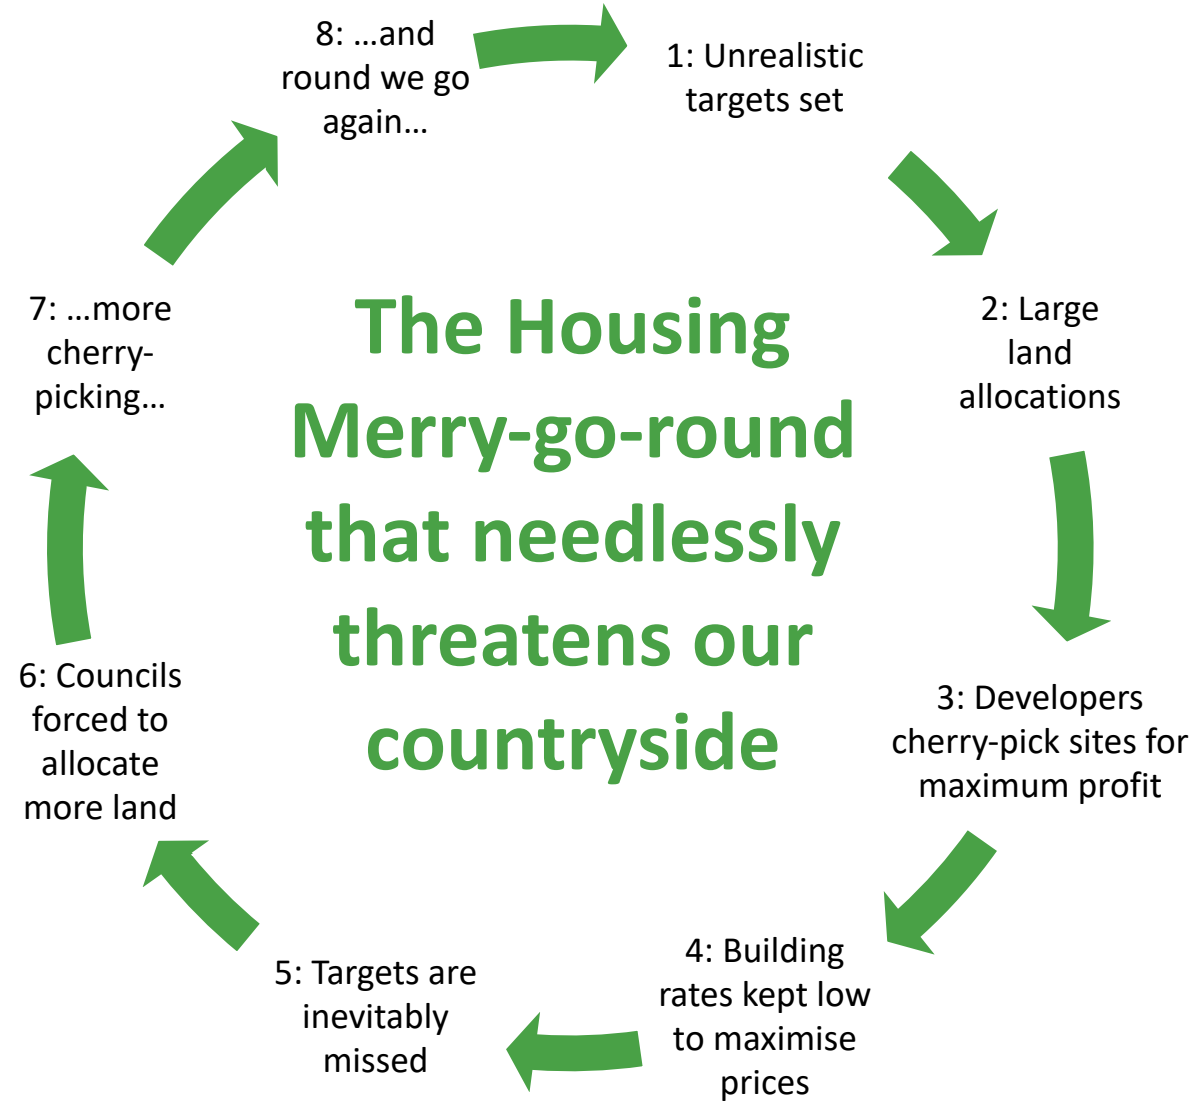 The Housing
Merry-go-round
that needlessly
threatens our
countryside
1: Unrealistic
targets set
2: Large
land
allocations
3: Developers
cherry-pick sites for
maximum profit
4: Building
rates kept low
to maximise
prices
5: Targets are
inevitably
missed
6: Councils
forced to
allocate
more land
7: …more
cherry-
picking…
8: …and
round we go
again…